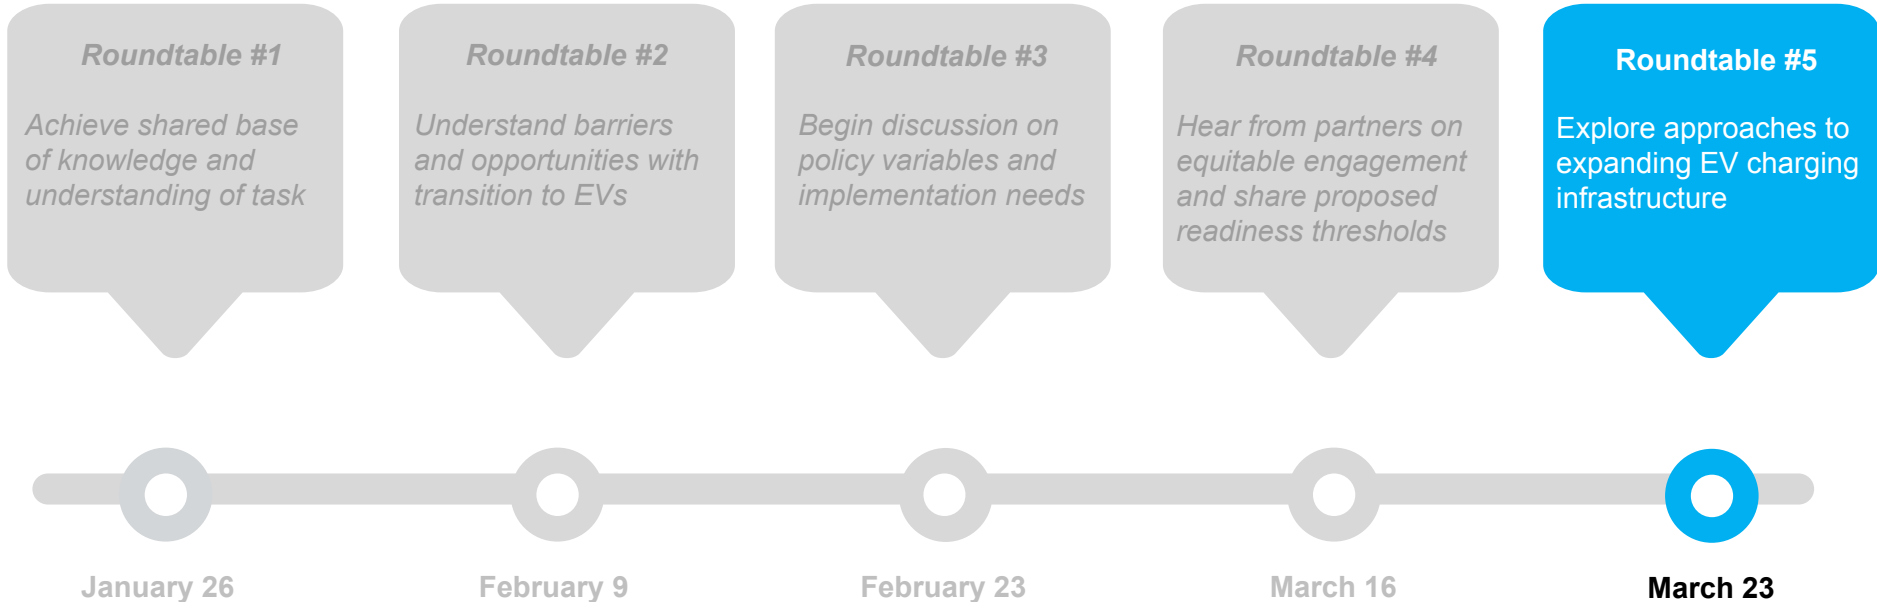 Roundtable #1
Achieve shared base
of knowledge and
understanding of task
Roundtable #2
Understand barriers
and opportunities with
transition to EVs
Roundtable #3
Begin discussion on
policy variables and
implementation needs
Roundtable #4
Hear from partners on
equitable engagement
and share proposed
readiness thresholds
Roundtable #5
Explore approaches to
expanding EV charging
infrastructure
January 26
February 9
February 23
March 16
March 23